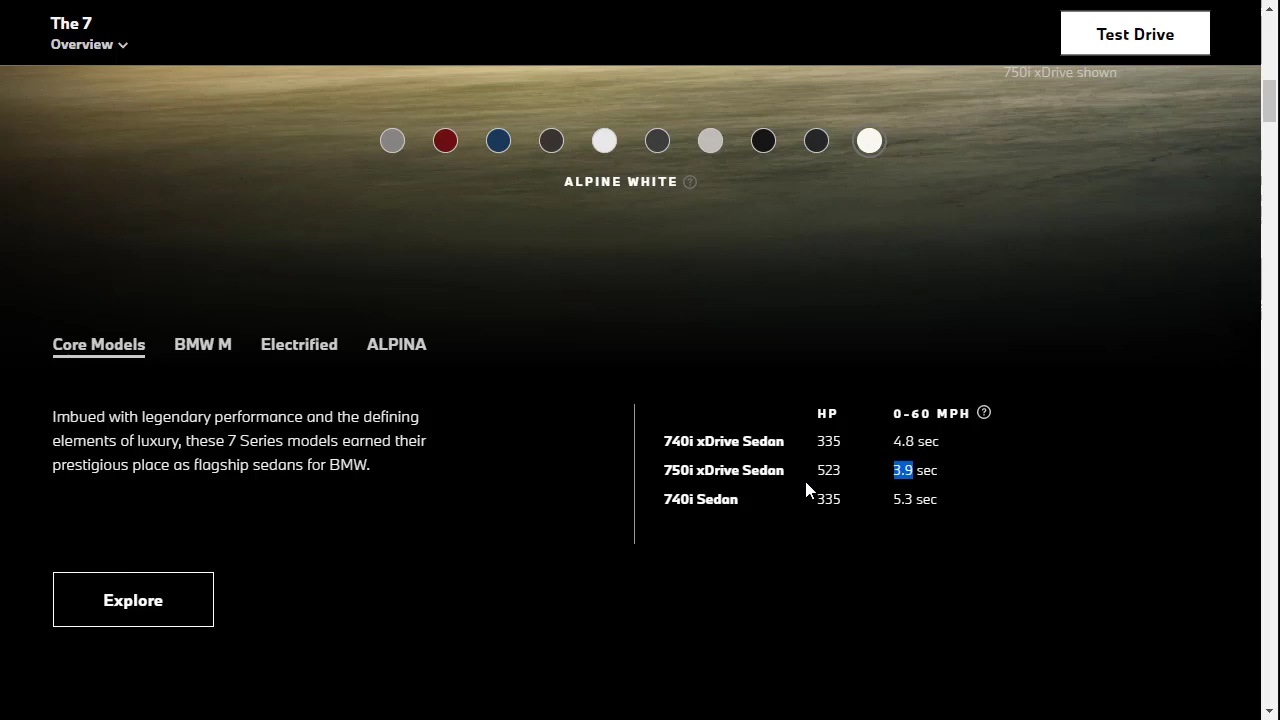 The 7
Overview
Test Drive
750i xDrive shown
ALPINE WHITE ?
Core Models BMW M Electrified ALPINA
Imbued with legendary performance and the defining
elements of luxury, these 7 Series models earned their
prestigious place as flagship sedans for BMW.
HP 0-60 MPH ?
740i xDrive Sedan 335 4.8 sec
750i xDrive Sedan 523 3.9 sec
740i Sedan 335 5.3 sec
Explore